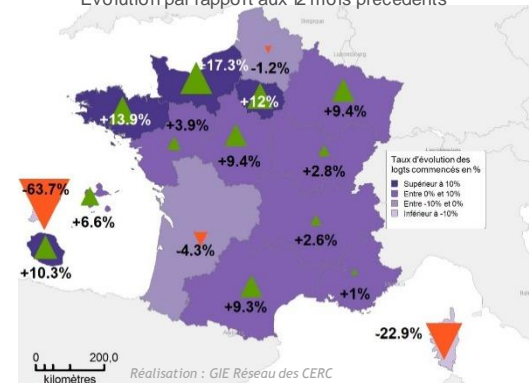 Evolution par rapport aux 12 mois précédents
Belgique
Luxembourg
+17.3%
-1.2%
+12%
+13.9%
+9.4%
+3.9%
+9.4%
+2.8%
Taux d'évolution des
logts commencés en %
Supérieur à 10%
Entre 0% et 10%
Entre -10% et 0%
Inférieur à -10%
-63.7%
+6.6%
+10.3%
-4.3%
+2.6%
+9.3%
+1%
-22.9%
0 200,0
kilomètres
Réalisation : GIE Réseau des CERC